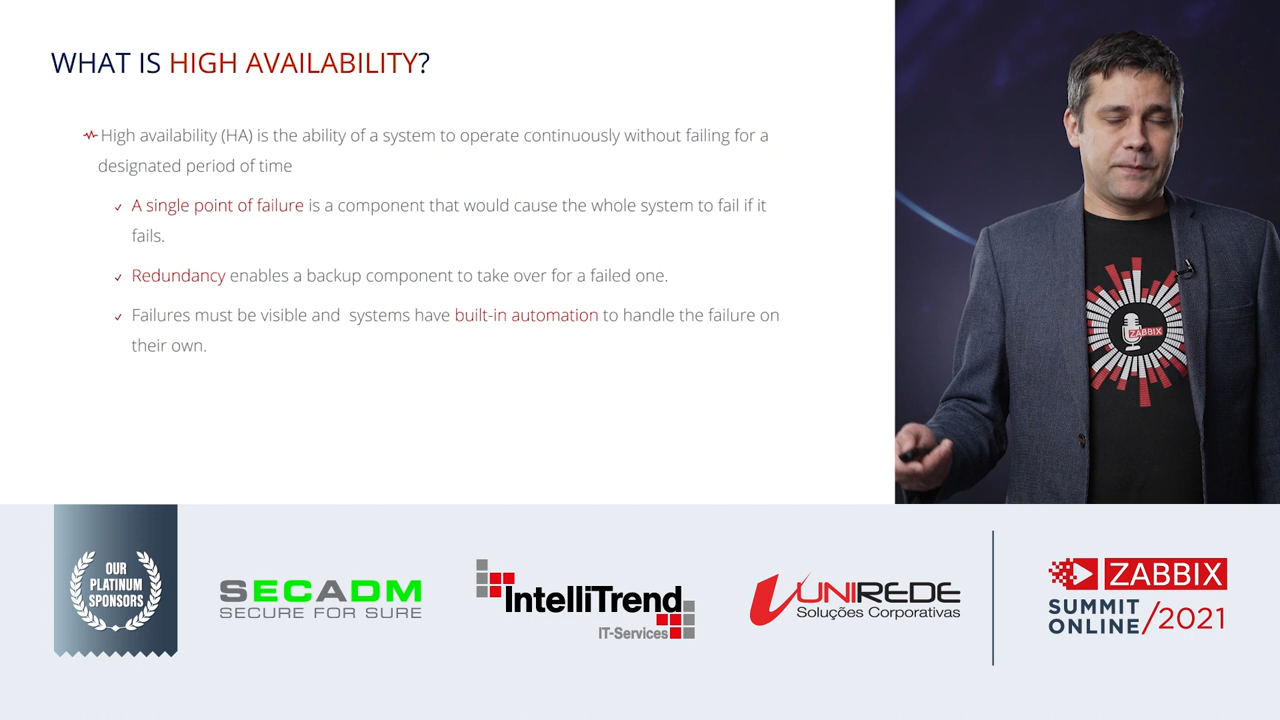 WHAT IS HIGH AVAILABILITY?
High availability (HA) is the ability of a system to operate continuously without failing for a
designated period of time
A single point of failure is a component that would cause the whole system to fail if it
fails.
Redundancy enables a backup component to take over for a failed one.
Failures must be visible and  systems have built-in automation to handle the failure on
their own.
ZABBIX
OUR
PLATINUM
SPONSORS
SECADM
SECURE FOR SURE
IntelliTrend
IT-Services
UNIREDE
Soluções Corporativas
ZABBIX
SUMMIT
ONLINE/2021